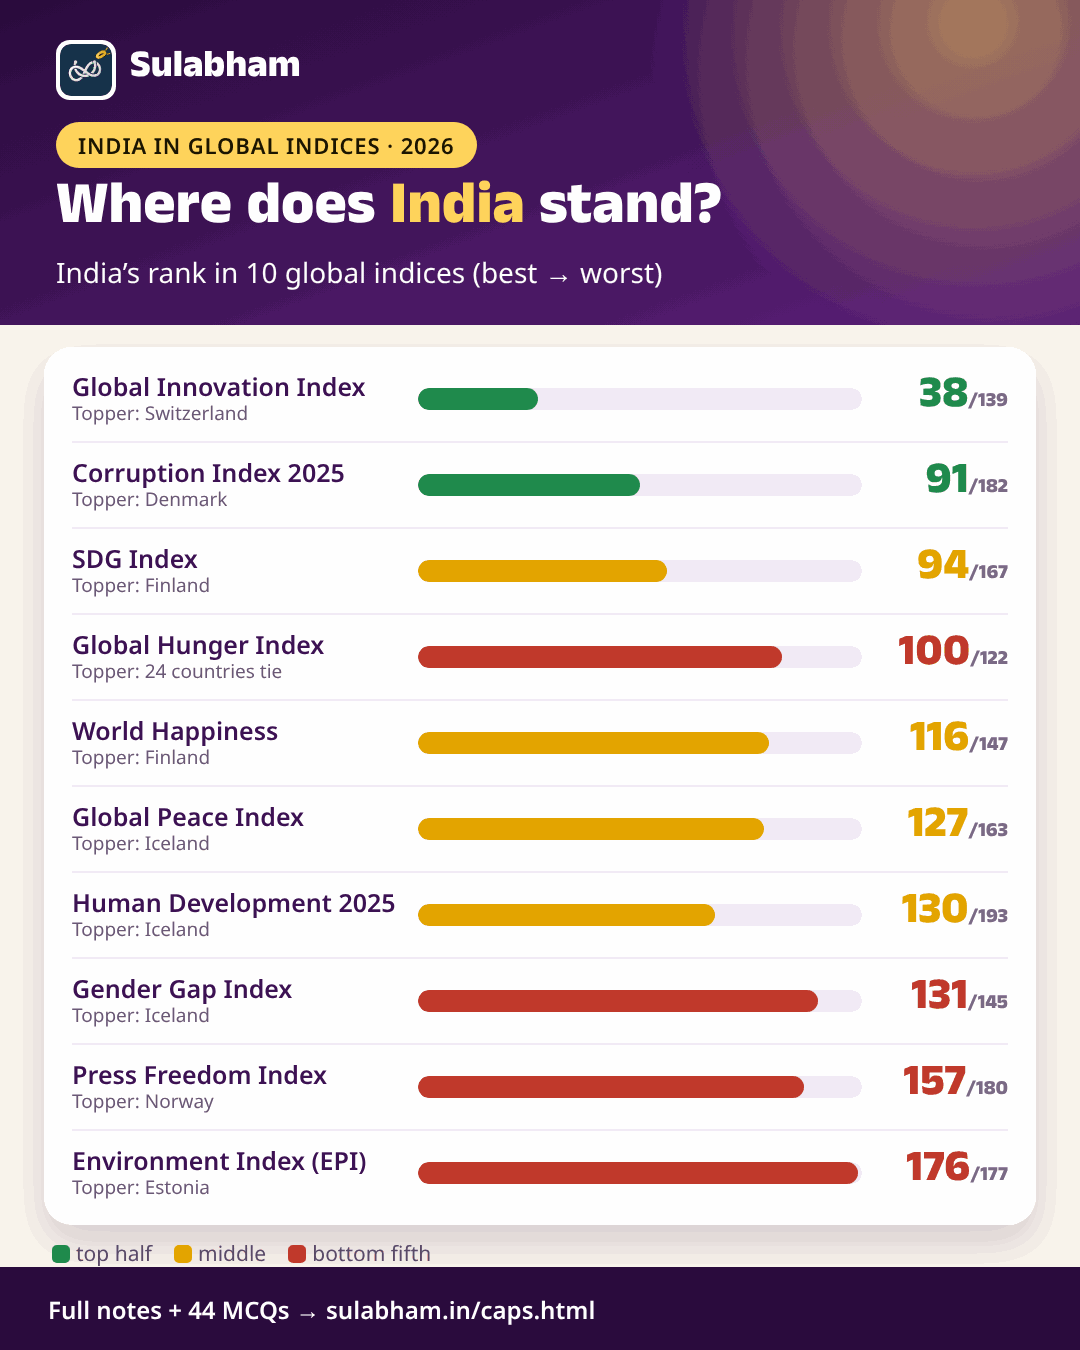 Sulabham
INDIA IN GLOBAL INDICES · 2026
Where does India stand?
India's rank in 10 global indices (best → worst)
Global Innovation Index
Topper: Switzerland
38/139
Corruption Index 2025
Topper: Denmark
91/182
SDG Index
Topper: Finland
94/167
Global Hunger Index
Topper: 24 countries tie
100/122
World Happiness
Topper: Finland
116/147
Global Peace Index
Topper: Iceland
127/163
Human Development 2025
Topper: Iceland
130/193
Gender Gap Index
Topper: Iceland
131/145
Press Freedom Index
Topper: Norway
157/180
Environment Index (EPI)
Topper: Estonia
176/177
top half middle bottom fifth
Full notes + 44 MCQs → sulabham.in/caps.html